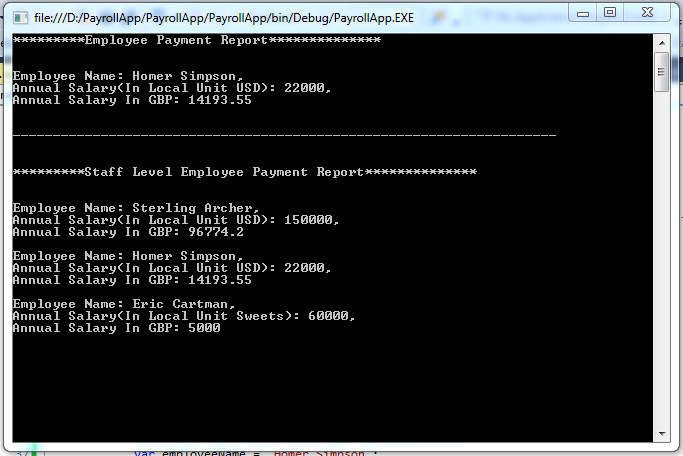 file:///D:/PayrollApp/PayrollApp/PayrollApp/bin/Debug/PayrollApp.EXE
*********Employee Payment Report**************
Employee Name: Homer Simpson,
Annual Salary(In Local Unit USD): 22000,
Annual Salary In GBP: 14193.55
____________________________________________________________________
*********Staff Level Employee Payment Report**************
Employee Name: Sterling Archer,
Annual Salary(In Local Unit USD): 150000,
Annual Salary In GBP: 96774.2
Employee Name: Homer Simpson,
Annual Salary(In Local Unit USD): 22000,
Annual Salary In GBP: 14193.55
Employee Name: Eric Cartman,
Annual Salary(In Local Unit Sweets): 60000,
Annual Salary In GBP: 5000
37 var employeeName = "Homer Simpson";